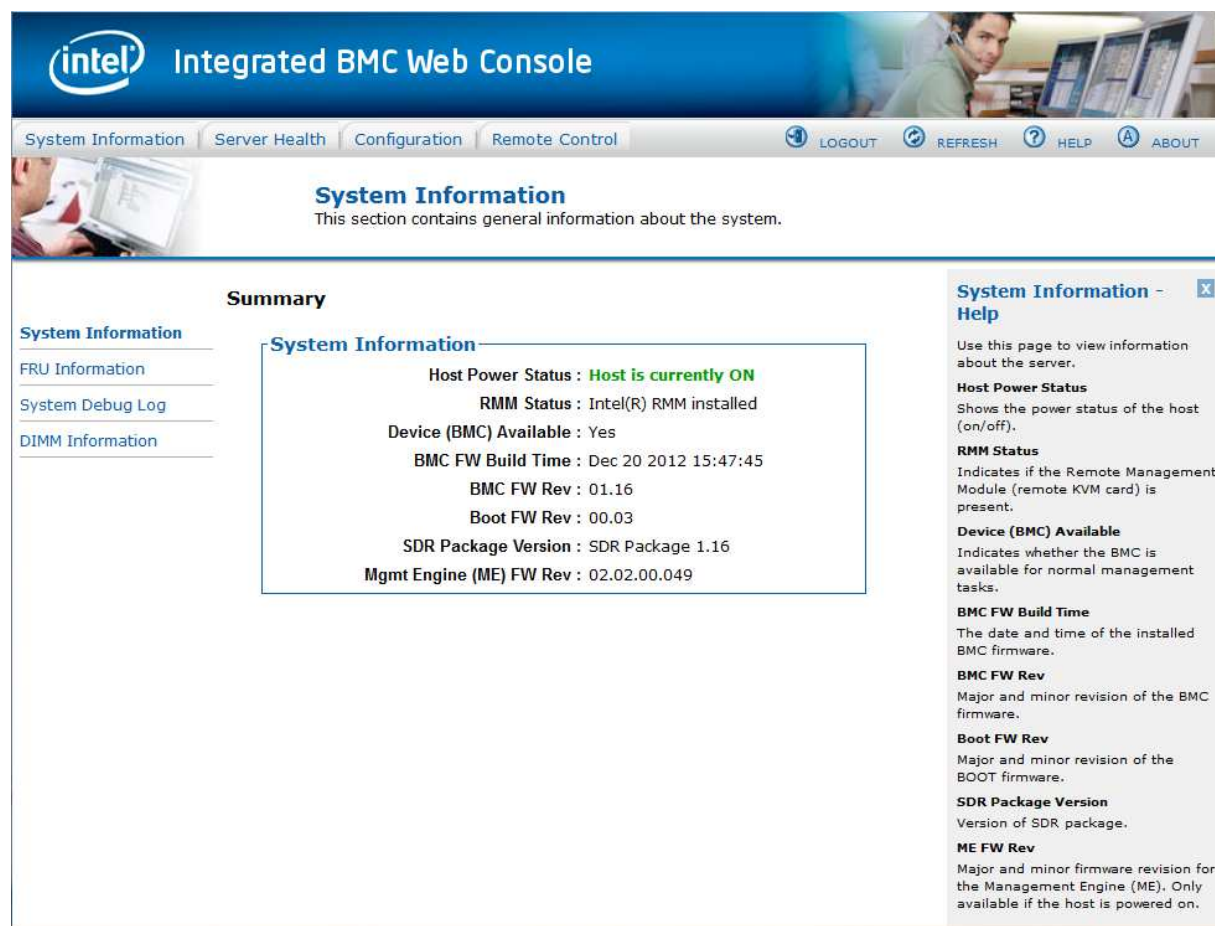 intel
Integrated BMC Web Console
System Information
Server Health
Configuration
Remote Control
LOGOUT
REFRESH
? HELP
A ABOUT
System Information
This section contains general information about the system.
System Information
FRU Information
System Debug Log
DIMM Information
Summary
System Information
Host Power Status : Host is currently ON
RMM Status : Intel(R) RMM installed
Device (BMC) Available : Yes
BMC FW Build Time : Dec 20 2012 15:47:45
BMC FW Rev : 01.16
Boot FW Rev : 00.03
SDR Package Version : SDR Package 1.16
Mgmt Engine (ME) FW Rev : 02.02.00.049
System Information -
Help
X
Use this page to view information
about the server.
Host Power Status
Shows the power status of the host
(on/off).
RMM Status
Indicates if the Remote Management
Module (remote KVM card) is
present.
Device (BMC) Available
Indicates whether the BMC is
available for normal management
tasks.
BMC FW Build Time
The date and time of the installed
BMC firmware.
BMC FW Rev
Major and minor revision of the BMC
firmware.
Boot FW Rev
Major and minor revision of the
BOOT firmware.
SDR Package Version
Version of SDR package.
ME FW Rev
Major and minor firmware revision for
the Management Engine (ME). Only
available if the host is powered on.